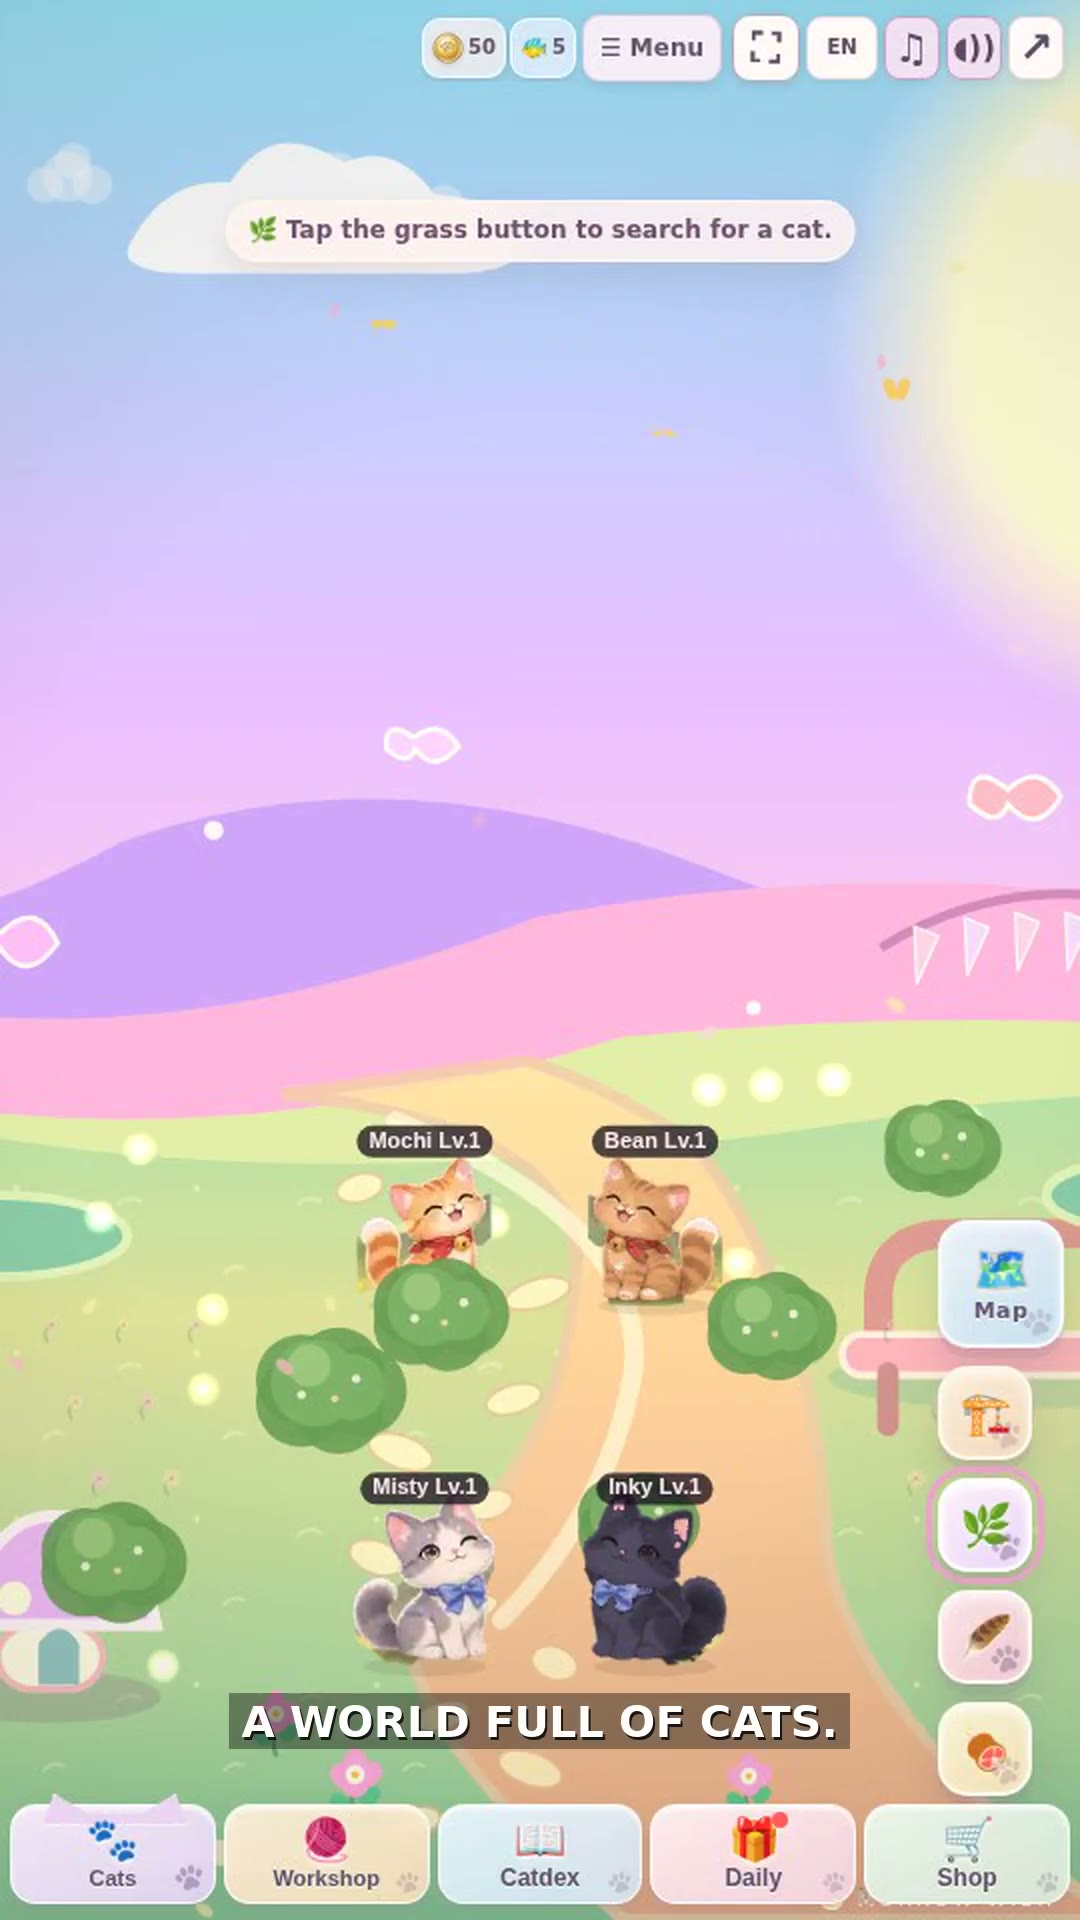 50
5
☰ Menu
EN
Tap the grass button to search for a cat.
Mochi Lv.1
Bean Lv.1
Map
Misty Lv.1
Inky Lv.1
A WORLD FULL OF CATS.
Cats
Workshop
Catdex
Daily
Shop